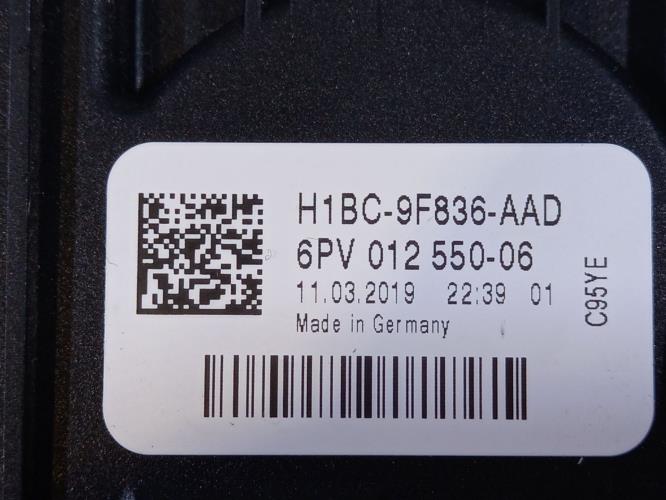 H1BC-9F836-AAD
6PV 012 550-06
11.03.2019 22:39 01
Made in Germany
C95YE